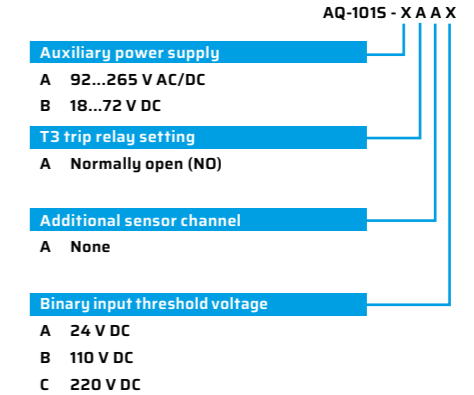 AQ-101S - X A A X
Auxiliary power supply
A 92...265 V AC/DC
B 18...72 V DC
T3 trip relay setting
A Normally open (NO)
Additional sensor channel
A None
Binary input threshold voltage
A 24 V DC
B 110 V DC
C 220 V DC